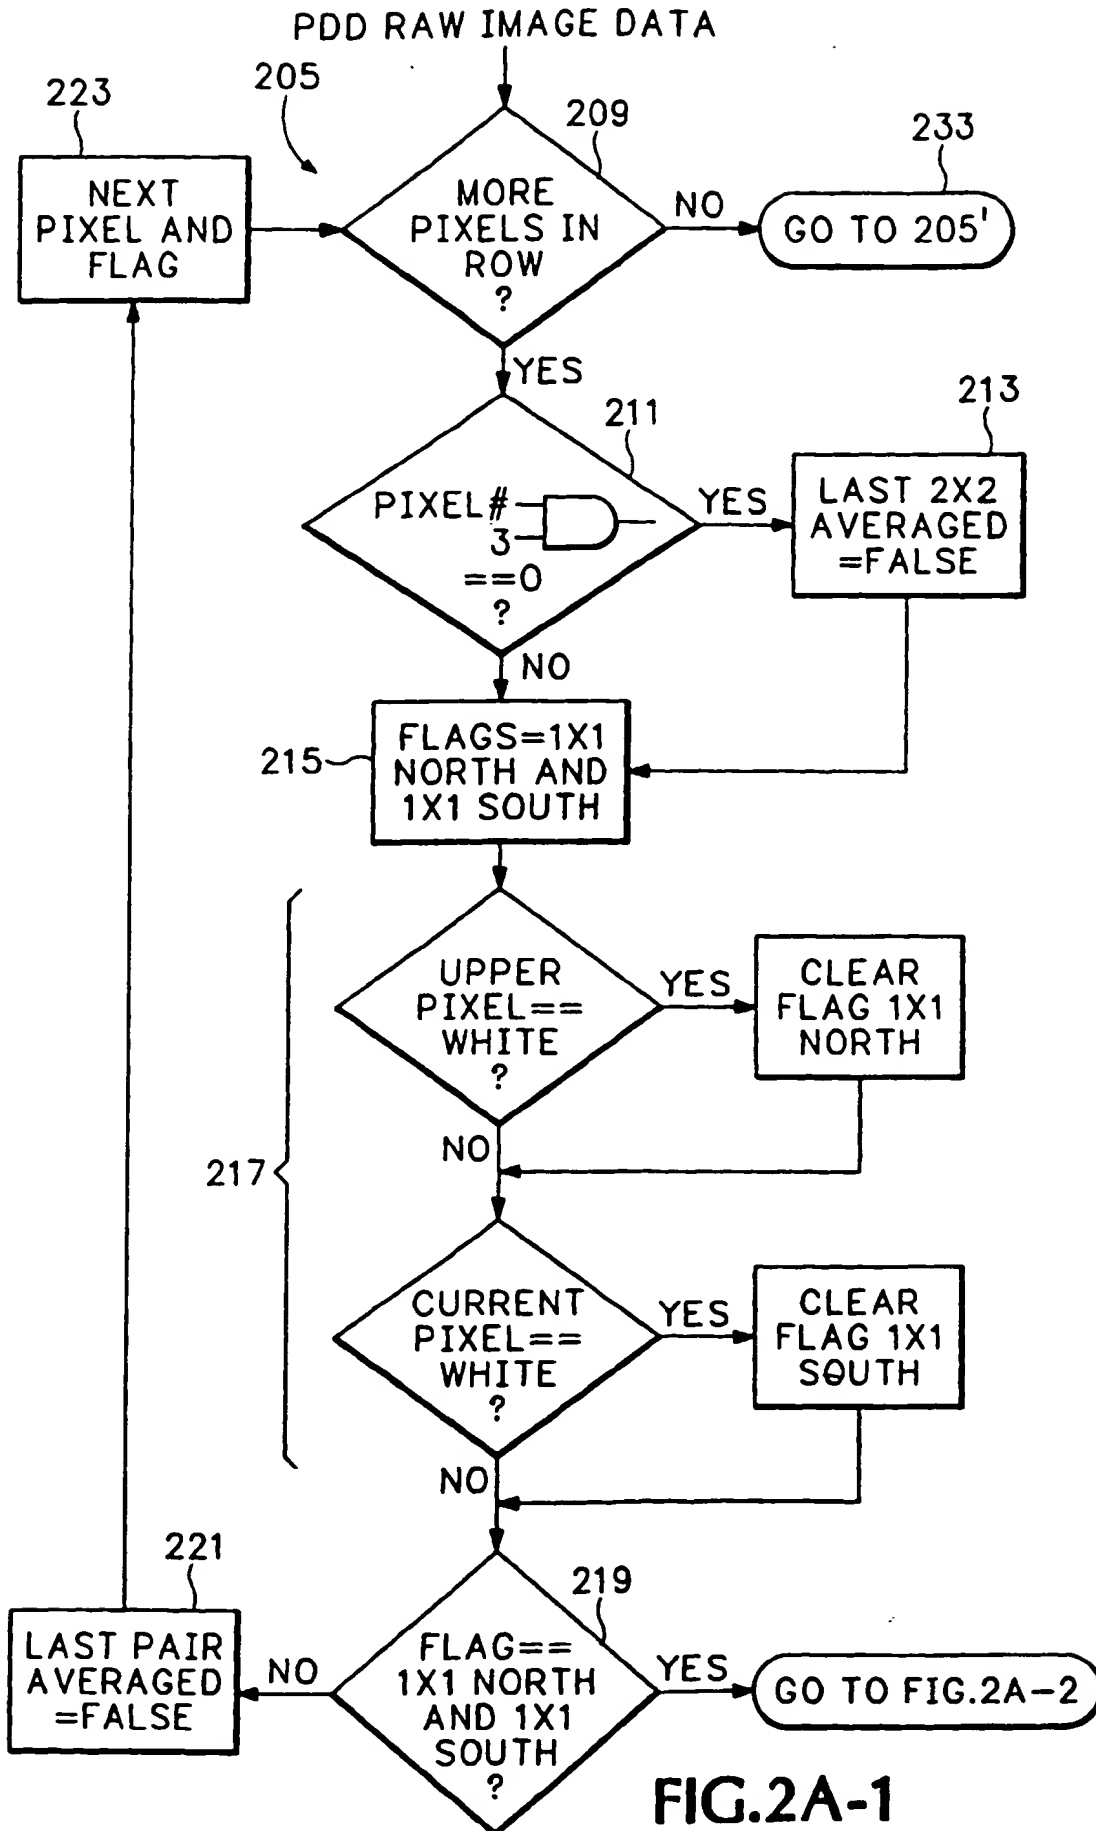 PDD RAW IMAGE DATA
205
223
NEXT
PIXEL AND
FLAG
209
MORE
PIXELS IN
ROW
?
NO
233
GO TO 205'
YES
211
PIXEL#
3
==0
?
YES
213
LAST 2X2
AVERAGED
=FALSE
NO
215
FLAGS=1X1
NORTH AND
1X1 SOUTH
217
UPPER
PIXEL==
WHITE
?
YES
CLEAR
FLAG 1X1
NORTH
NO
CURRENT
PIXEL==
WHITE
?
YES
CLEAR
FLAG 1X1
SOUTH
NO
219
FLAG==
1X1 NORTH
AND 1X1
SOUTH
?
YES
GO TO FIG.2A-2
NO
221
LAST PAIR
AVERAGED
=FALSE
FIG.2A-1